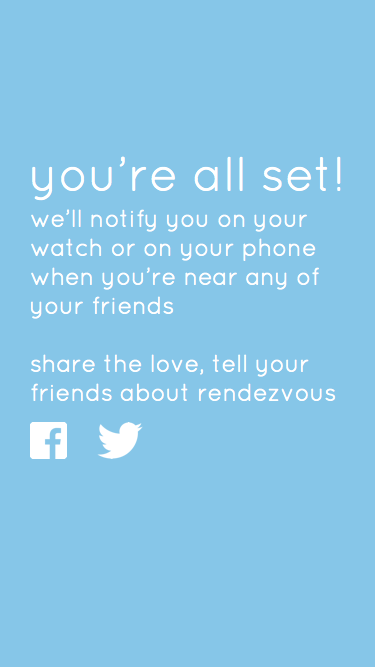 you’re all set!
we’ll notify you on your
watch or on your phone
when you’re near any of
your friends
share the love, tell your
friends about rendezvous